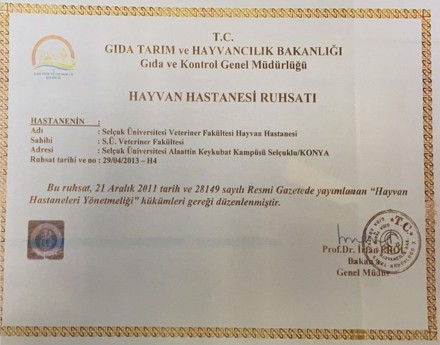 T.C.
GIDA TARIM ve HAYVANCILIK BAKANLIĞI
Gıda ve Kontrol Genel Müdürlüğü
HAYVAN HASTANESİ RUHSATI
HASTANENİN :
Adı : Selçuk Üniversitesi Veteriner Fakültesi Hayvan Hastanesi
Sahibi : S.Ü. Veteriner Fakültesi
Adresi : Selçuk Üniversitesi Alaattin Keykubat Kampüsü Selçuklu/KONYA
Ruhsat tarihi ve no : 29/04/2013 – H4
Bu ruhsat, 21 Aralık 2011 tarih ve 28149 sayılı Resmi Gazetede yayımlanan “Hayvan
Hastaneleri Yönetmeliği” hükümleri gereği düzenlenmiştir.
T.C.
Prof.Dr. İrfan EROL
Bakan a.
Genel Müdür